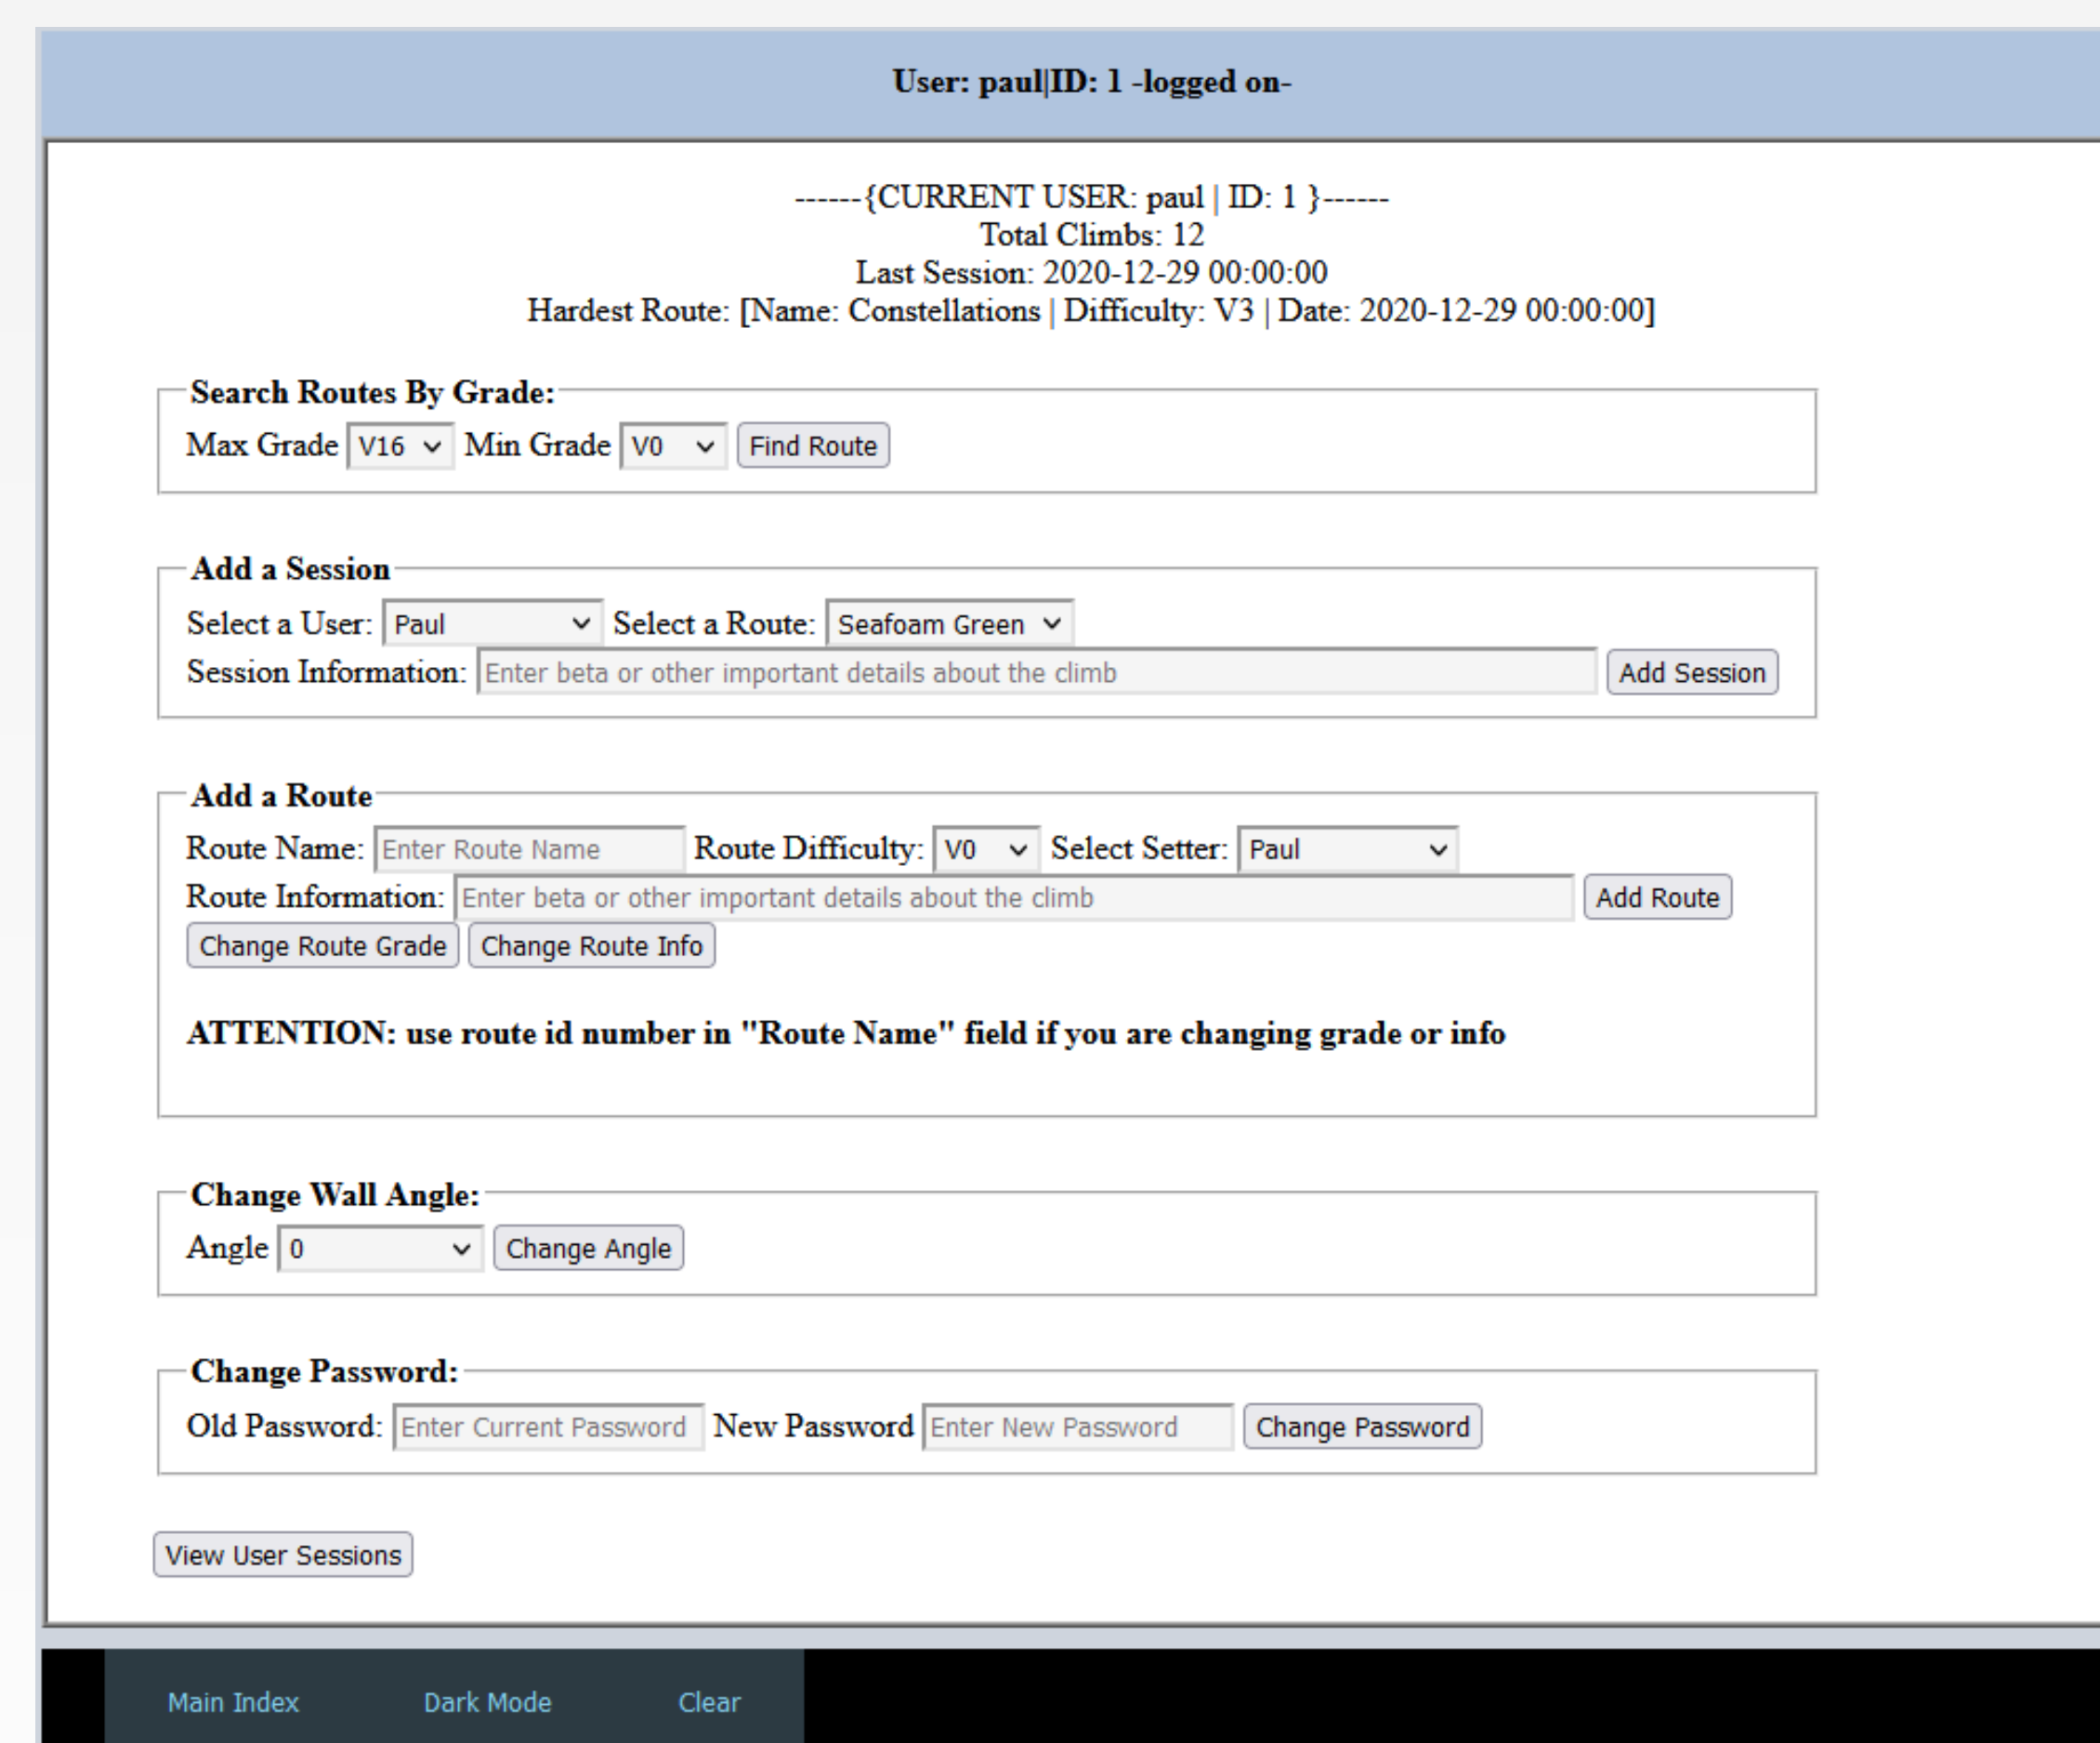 User: paul|ID: 1 -logged on-
------{CURRENT USER: paul | ID: 1 }------
Total Climbs: 12
Last Session: 2020-12-29 00:00:00
Hardest Route: [Name: Constellations | Difficulty: V3 | Date: 2020-12-29 00:00:00]
Search Routes By Grade:
Max Grade V16 Min Grade V0 Find Route
Add a Session
Select a User: Paul Select a Route: Seafoam Green
Session Information: Enter beta or other important details about the climb Add Session
Add a Route
Route Name: Enter Route Name Route Difficulty: V0 Select Setter: Paul
Route Information: Enter beta or other important details about the climb Add Route
Change Route Grade Change Route Info
ATTENTION: use route id number in "Route Name" field if you are changing grade or info
Change Wall Angle:
Angle 0 Change Angle
Change Password:
Old Password: Enter Current Password New Password Enter New Password Change Password
View User Sessions
Main Index Dark Mode Clear